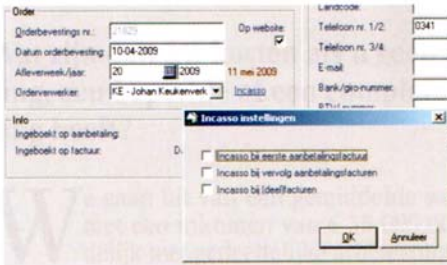 Order
Orderbevestings nr.: 21829
Op website:
Datum orderbevesting: 10-04-2009
Afleverweek/jaar: 20 2009 11 mei 2009
Orderverwerker: KE - Johan Keukenverk Incasso
Info
Ingeboekt op aanbetaling:
Ingeboekt op factuur: D
Landcode:
Telefoon nr. 1/2: 0341
Telefoon nr. 3/4:
E-mail:
Bank/giro-nummer:
Incasso instellingen
Incasso bij eerste aanbetalingsfactuur
Incasso bij vervolg aanbetalingsfacturen
Incasso bij Ideelfacturen
OK Annuleer